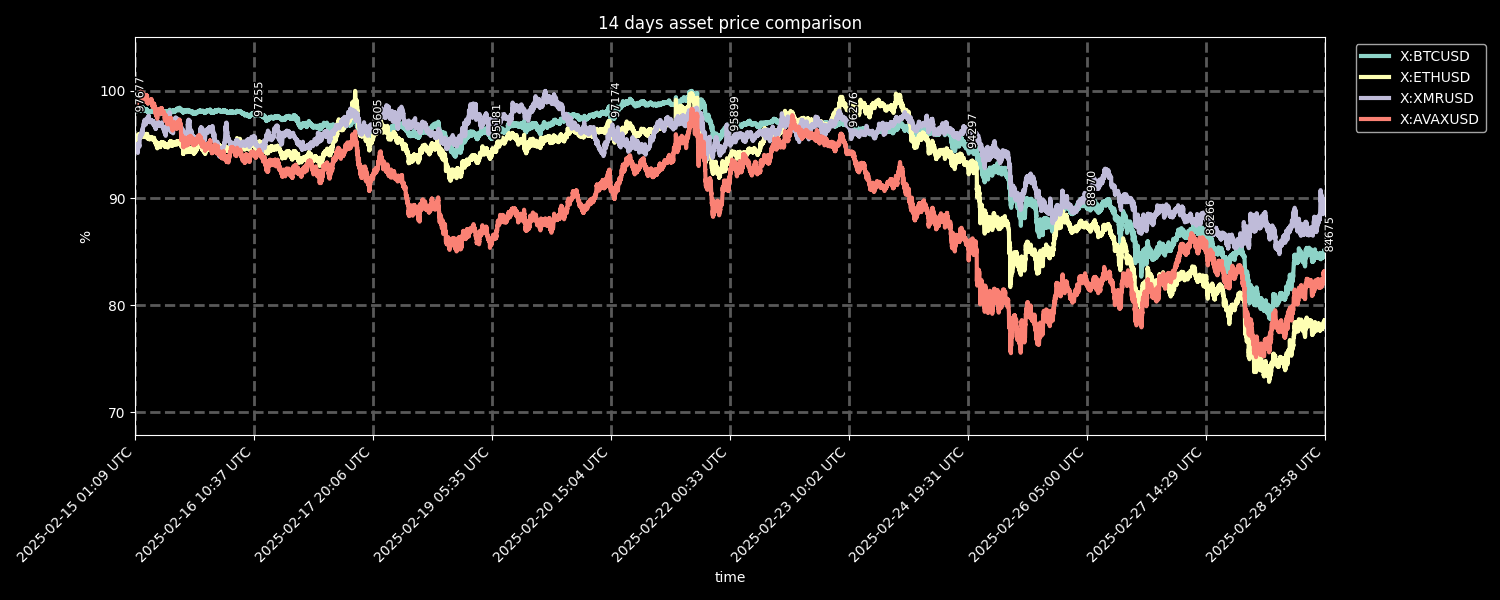 14 days asset price comparison
X:BTCUSD
X:ETHUSD
X:XMRUSD
X:AVAXUSD
100
90
80
70
%
97677
97255
95605
95181
97174
95899
96276
94297
88970
86266
84675
2025-02-15 01:09 UTC
2025-02-16 10:37 UTC
2025-02-17 20:06 UTC
2025-02-19 05:35 UTC
2025-02-20 15:04 UTC
2025-02-22 00:33 UTC
2025-02-23 10:02 UTC
2025-02-24 19:31 UTC
2025-02-26 05:00 UTC
2025-02-27 14:29 UTC
2025-02-28 23:58 UTC
time